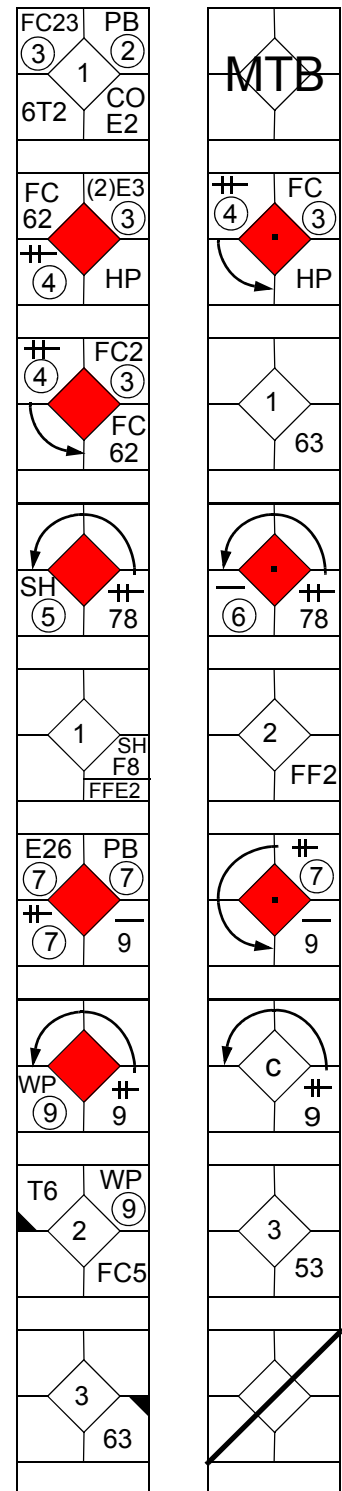 FC23 PB
3 2
1
6T2 CO
E2
FC (2)E3
62 3
4 HP
4 FC2
3
FC
62
SH 78
5
1
SH
F8
FFE2
E26 PB
7 7
7 9
WP 9
9
T6 WP
9
2
FC5
3
63
MTB
FC
4 3
HP
1
63
6 78
2
FF2
7
9
c
9
3
53